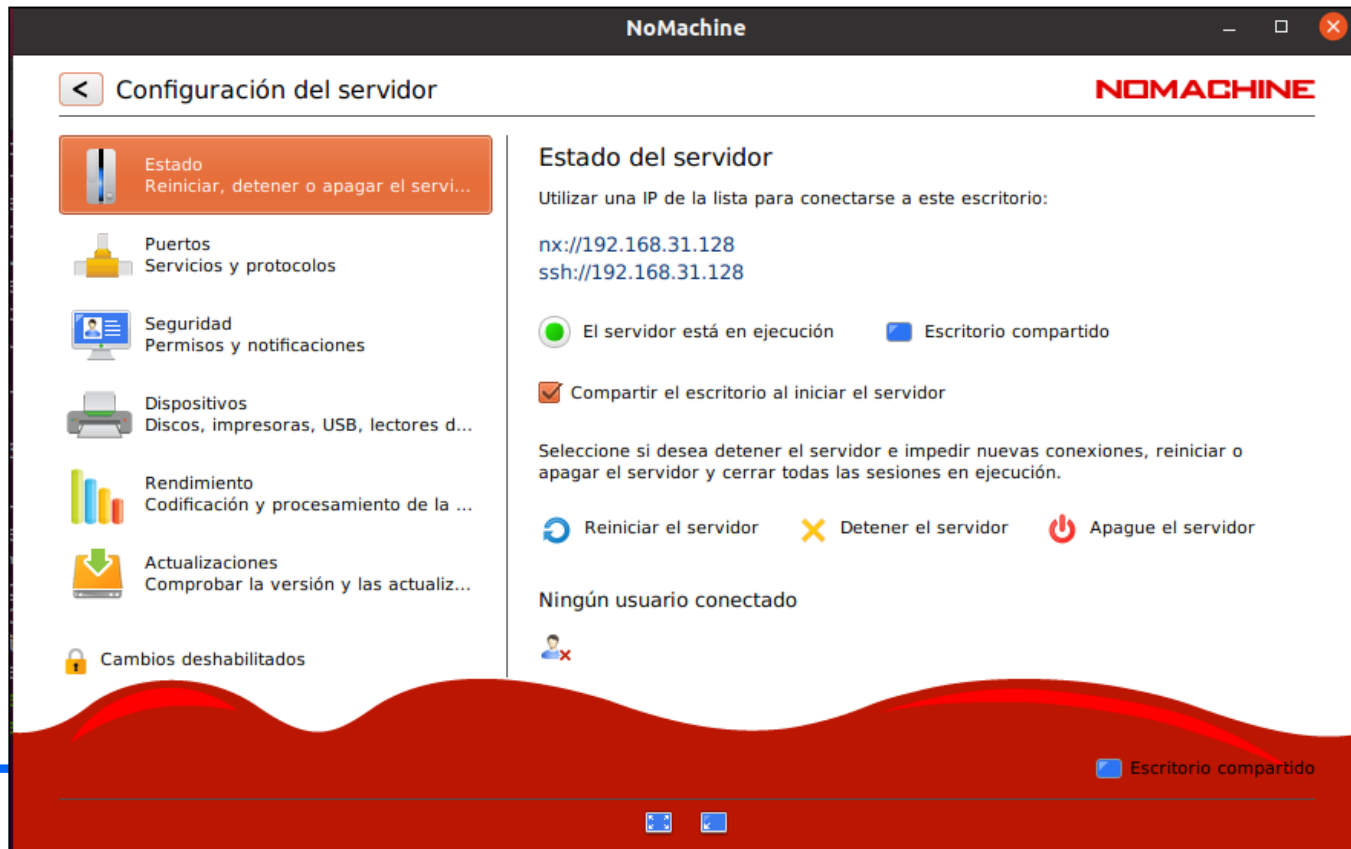 NoMachine
Configuración del servidor
NOMACHINE
Estado
Reiniciar, detener o apagar el servi...
Puertos
Servicios y protocolos
Seguridad
Permisos y notificaciones
Dispositivos
Discos, impresoras, USB, lectores d...
Rendimiento
Codificación y procesamiento de la ...
Actualizaciones
Comprobar la versión y las actualiz...
Cambios deshabilitados
Estado del servidor
Utilizar una IP de la lista para conectarse a este escritorio:
nx://192.168.31.128
ssh://192.168.31.128
El servidor está en ejecución
Escritorio compartido
Compartir el escritorio al iniciar el servidor
Seleccione si desea detener el servidor e impedir nuevas conexiones, reiniciar o
apagar el servidor y cerrar todas las sesiones en ejecución.
Reiniciar el servidor
Detener el servidor
Apague el servidor
Ningún usuario conectado
Escritorio compartido